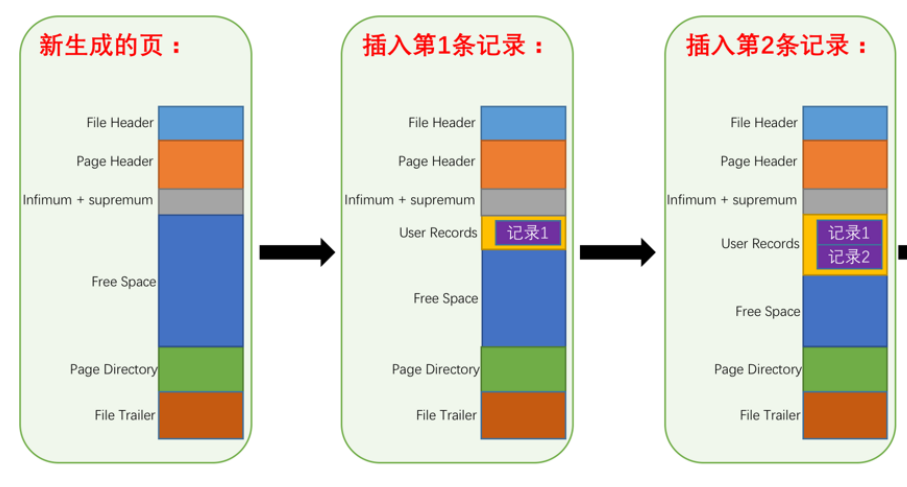 新生成的页：
File Header
Page Header
Infimum + supremum
Free Space
Page Directory
File Trailer
插入第1条记录：
File Header
Page Header
Infimum + supremum
User Records
记录1
Free Space
Page Directory
File Trailer
插入第2条记录：
File Header
Page Header
Infimum + supremum
User Records
记录1
记录2
Free Space
Page Directory
File Trailer